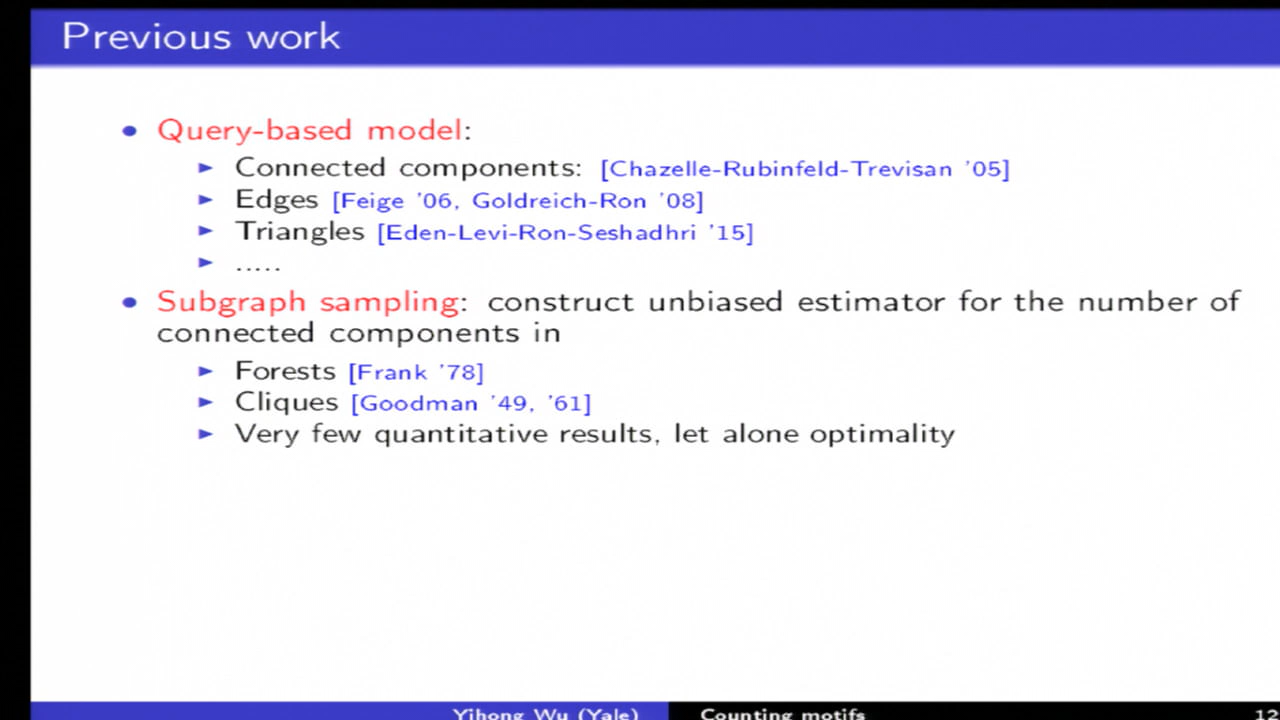 Previous work
Query-based model:
Connected components: [Chazelle-Rubinfeld-Trevisan '05]
Edges [Feige '06, Goldreich-Ron '08]
Triangles [Eden-Levi-Ron-Seshadhri '15]
.....
Subgraph sampling: construct unbiased estimator for the number of
connected components in
Forests [Frank '78]
Cliques [Goodman '49, '61]
Very few quantitative results, let alone optimality
Yihong Wu (Yale) Counting motifs 12